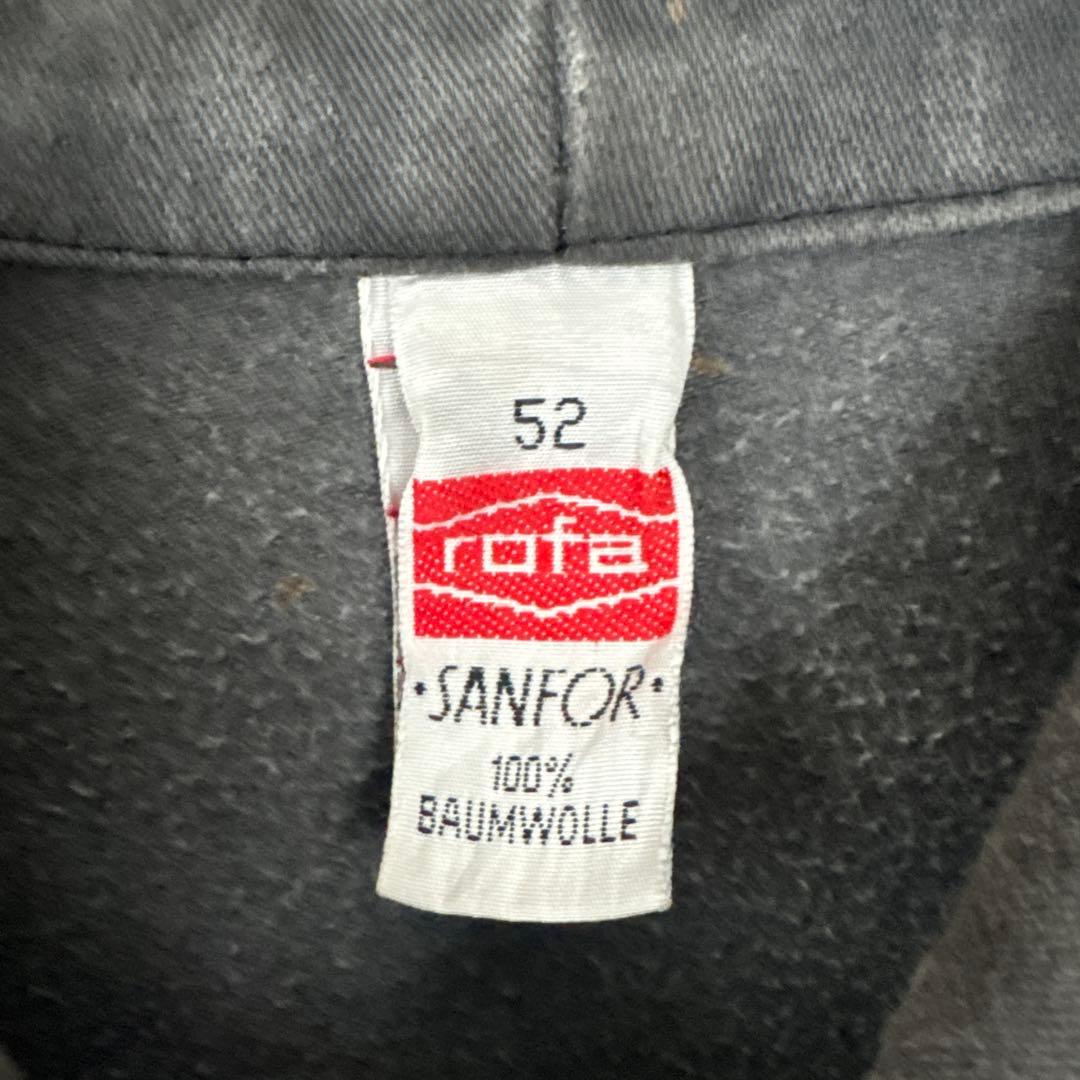 52
rofa
·SANFOR·
100%
BAUMWOLLE